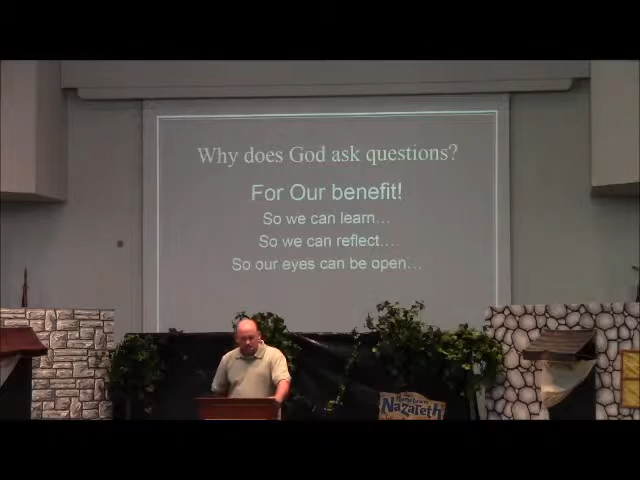 Why does God ask questions?
For Our benefit!
So we can learn…
So we can reflect….
So our eyes can be open…
Hometown
Nazareth